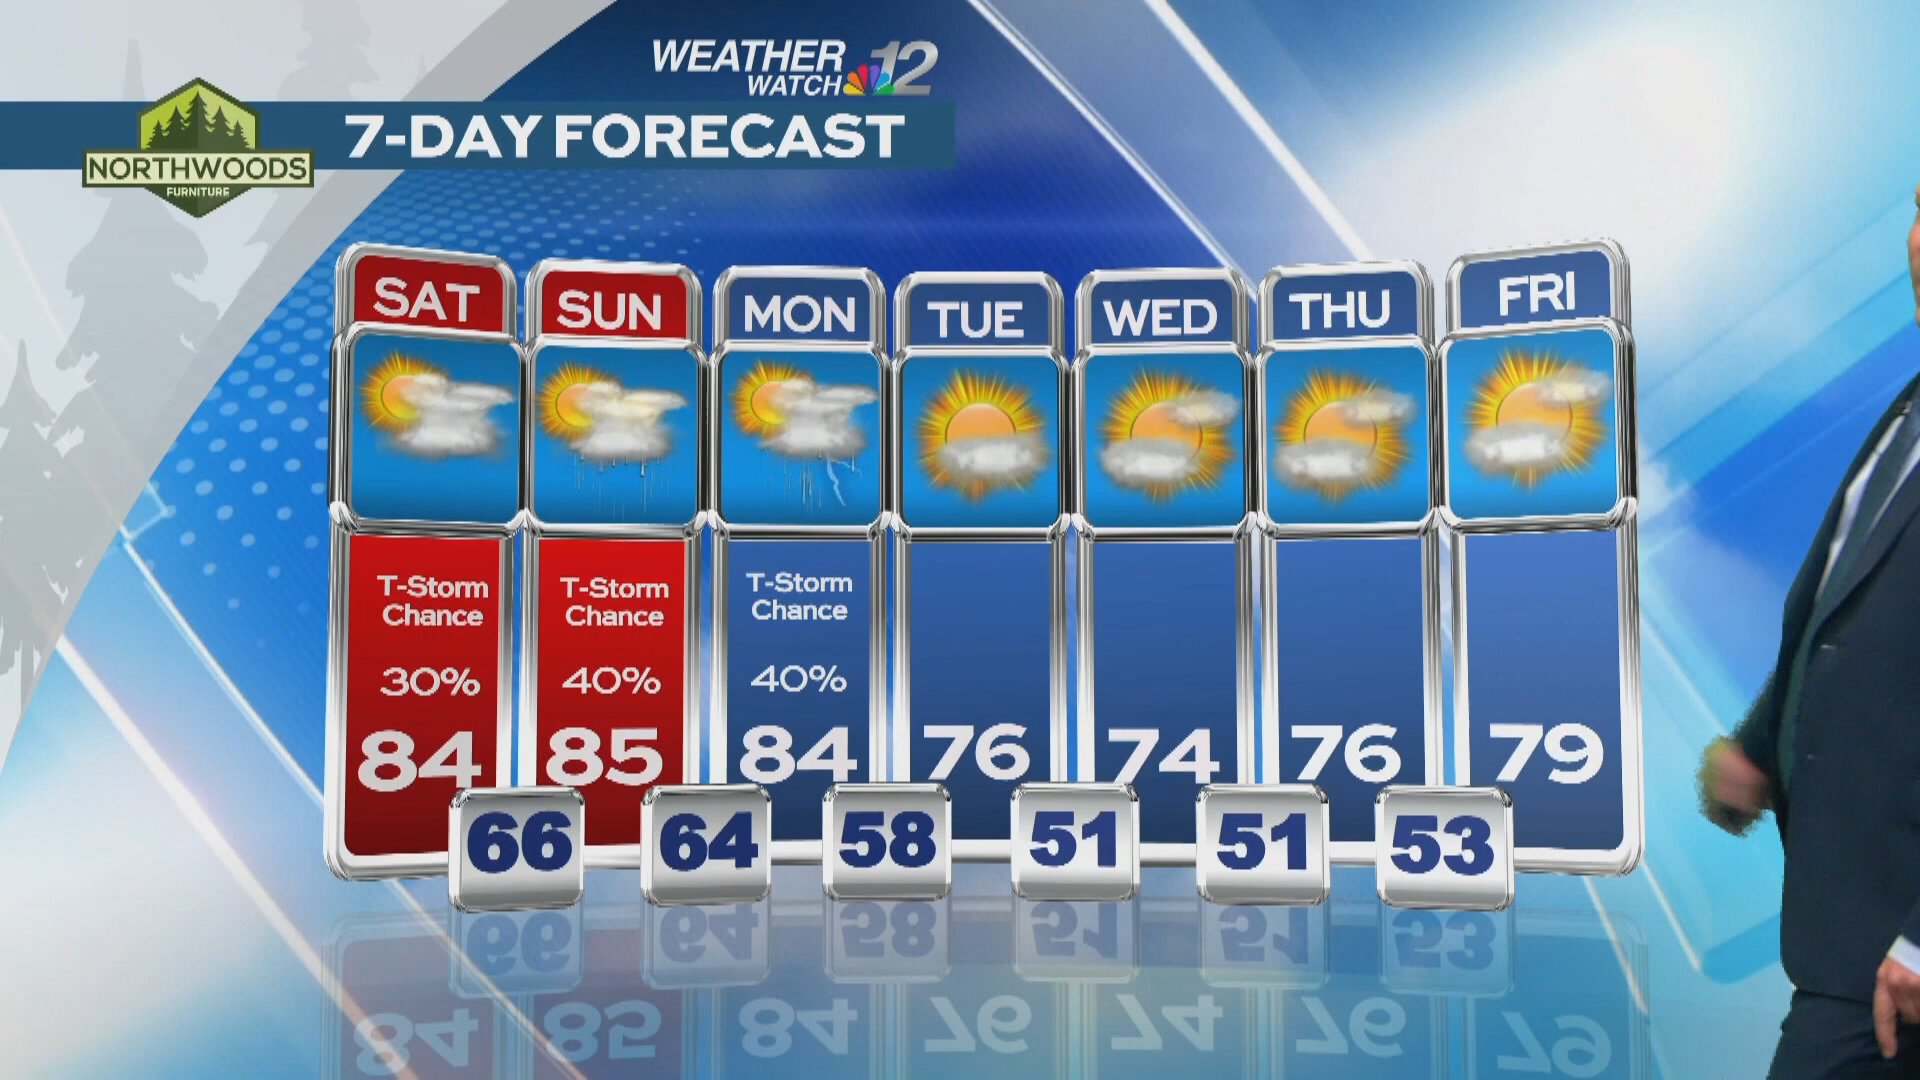 WEATHER
WATCH 12
NORTHWOODS
FURNITURE
7-DAY FORECAST
SAT SUN MON TUE WED THU FRI
T-Storm Chance
30%
84
T-Storm Chance
40%
85
T-Storm Chance
40%
84
76
74
76
79
66 64 58 51 51 53